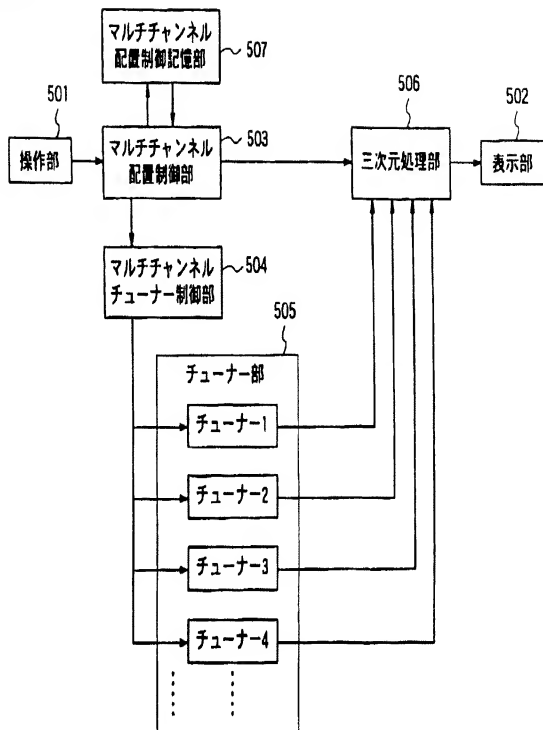 マルチチャンネル
配置制御記憶部
507
501
操作部
マルチチャンネル
配置制御部
503
506
三次元処理部
502
表示部
マルチチャンネル
チューナー制御部
504
505
チューナー部
チューナー1
チューナー2
チューナー3
チューナー4